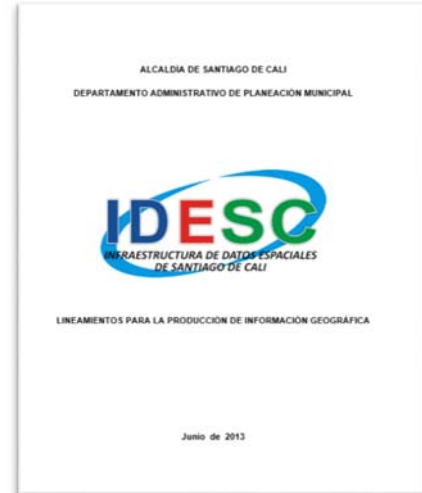 ALCALDÍA DE SANTIAGO DE CALI
DEPARTAMENTO ADMINISTRATIVO DE PLANEACIÓN MUNICIPAL
IDESC
INFRAESTRUCTURA DE DATOS ESPACIALES
DE SANTIAGO DE CALI
LINEAMIENTOS PARA LA PRODUCCIÓN DE INFORMACIÓN GEOGRÁFICA
Junio de 2013